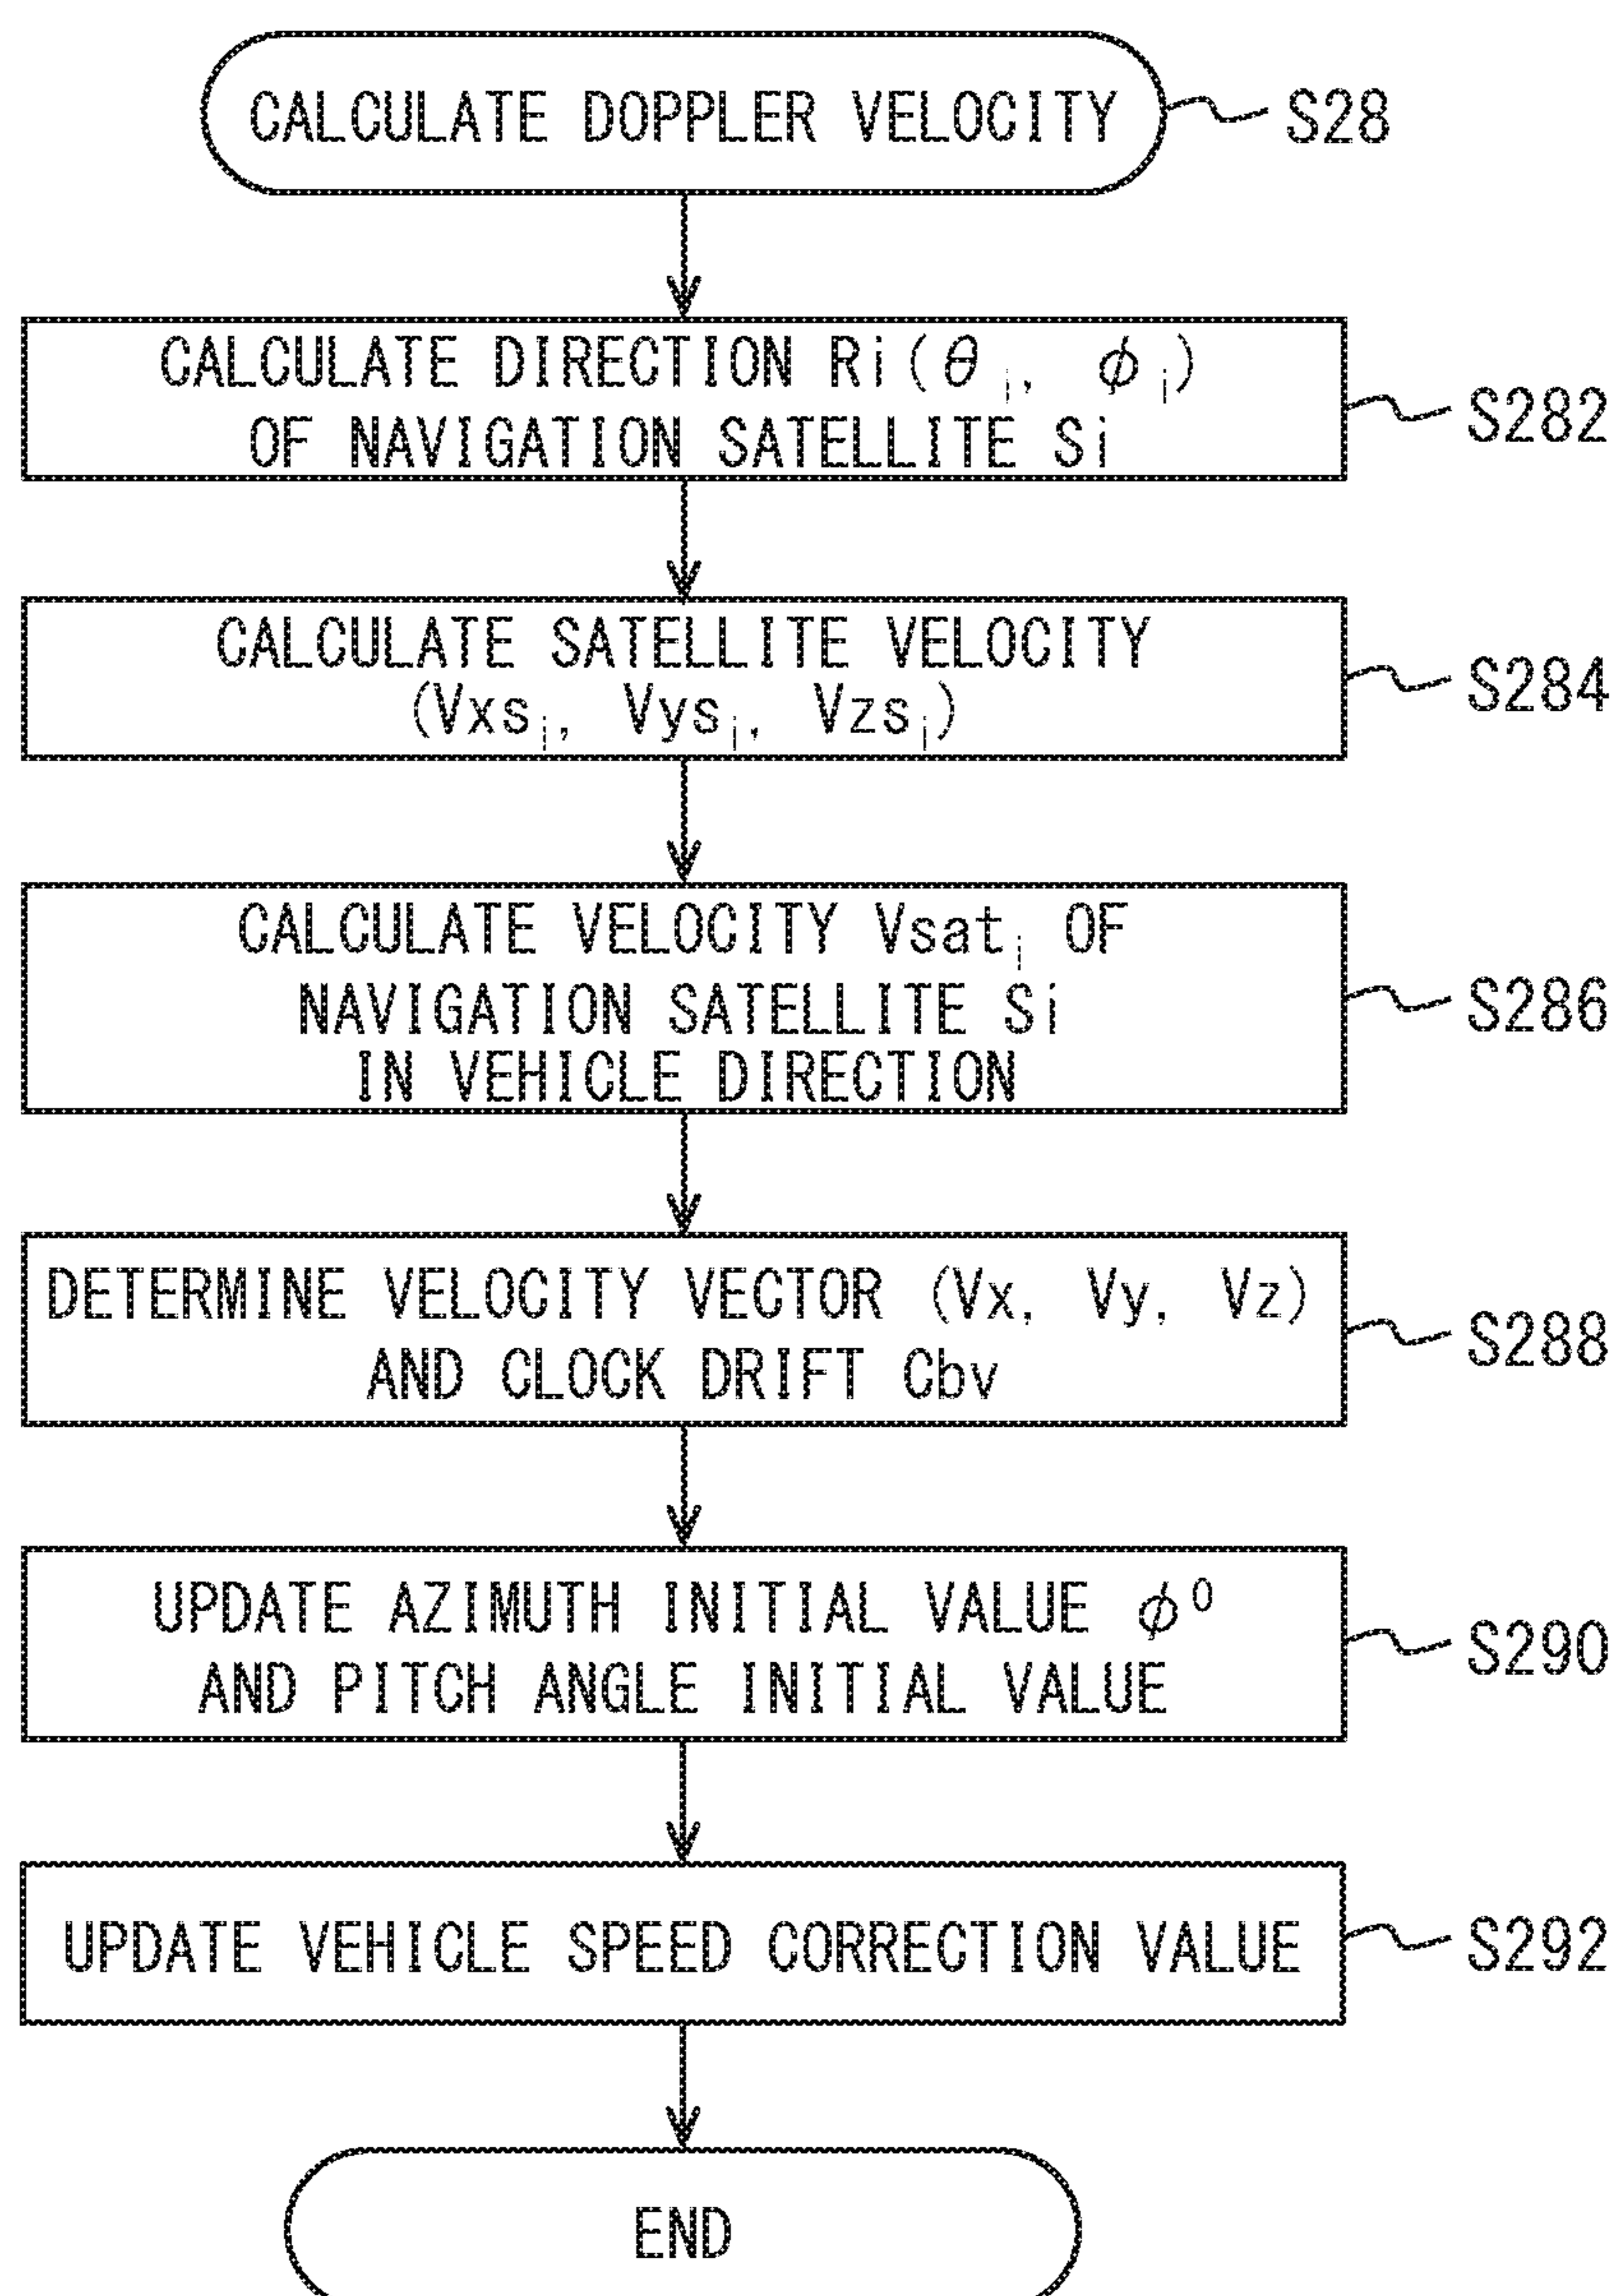 CALCULATE DOPPLER VELOCITY
S28
CALCULATE DIRECTION Ri(θi, ϕi)
OF NAVIGATION SATELLITE Si
S282
CALCULATE SATELLITE VELOCITY
(Vxsi, Vysi, Vzsi)
S284
CALCULATE VELOCITY Vsati OF
NAVIGATION SATELLITE Si
IN VEHICLE DIRECTION
S286
DETERMINE VELOCITY VECTOR (Vx, Vy, Vz)
AND CLOCK DRIFT Cbv
S288
UPDATE AZIMUTH INITIAL VALUE ϕ⁰
AND PITCH ANGLE INITIAL VALUE
S290
UPDATE VEHICLE SPEED CORRECTION VALUE
S292
END